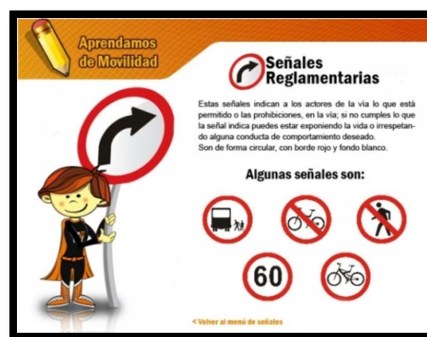 Aprendamos
de Movilidad
Señales
Reglamentarias
Estas señales indican a los actores de la vía lo que está
permitido o las prohibiciones, en la vía; si no cumples lo que
la señal indica puedes estar exponiendo la vida o irrespetan-
do alguna conducta de comportamiento deseado.
Son de forma circular, con borde rojo y fondo blanco.
Algunas señales son:
60
< Volver al menú de señales